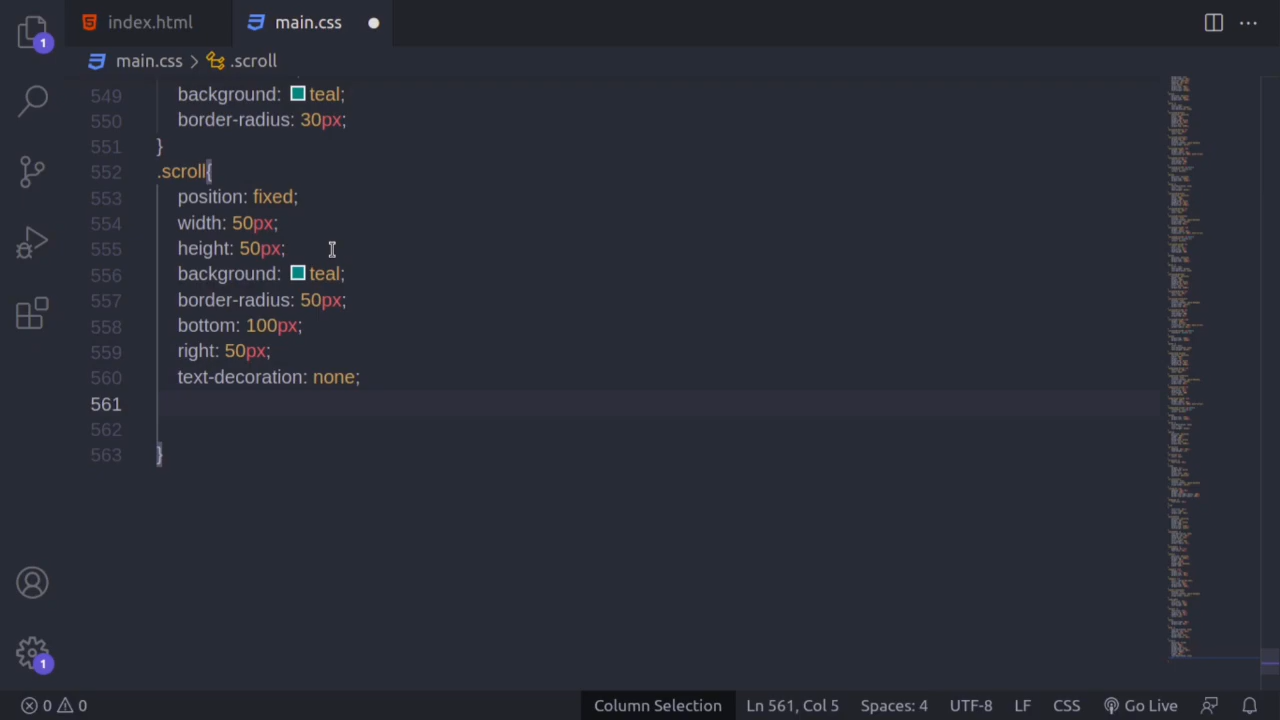 index.html
main.css
main.css > .scroll
549 background: teal;
550 border-radius: 30px;
551 }
552 .scroll{
553 position: fixed;
554 width: 50px;
555 height: 50px;
556 background: teal;
557 border-radius: 50px;
558 bottom: 100px;
559 right: 50px;
560 text-decoration: none;
561
562
563 }
1
1
0 0 Column Selection Ln 561, Col 5 Spaces: 4 UTF-8 LF CSS Go Live